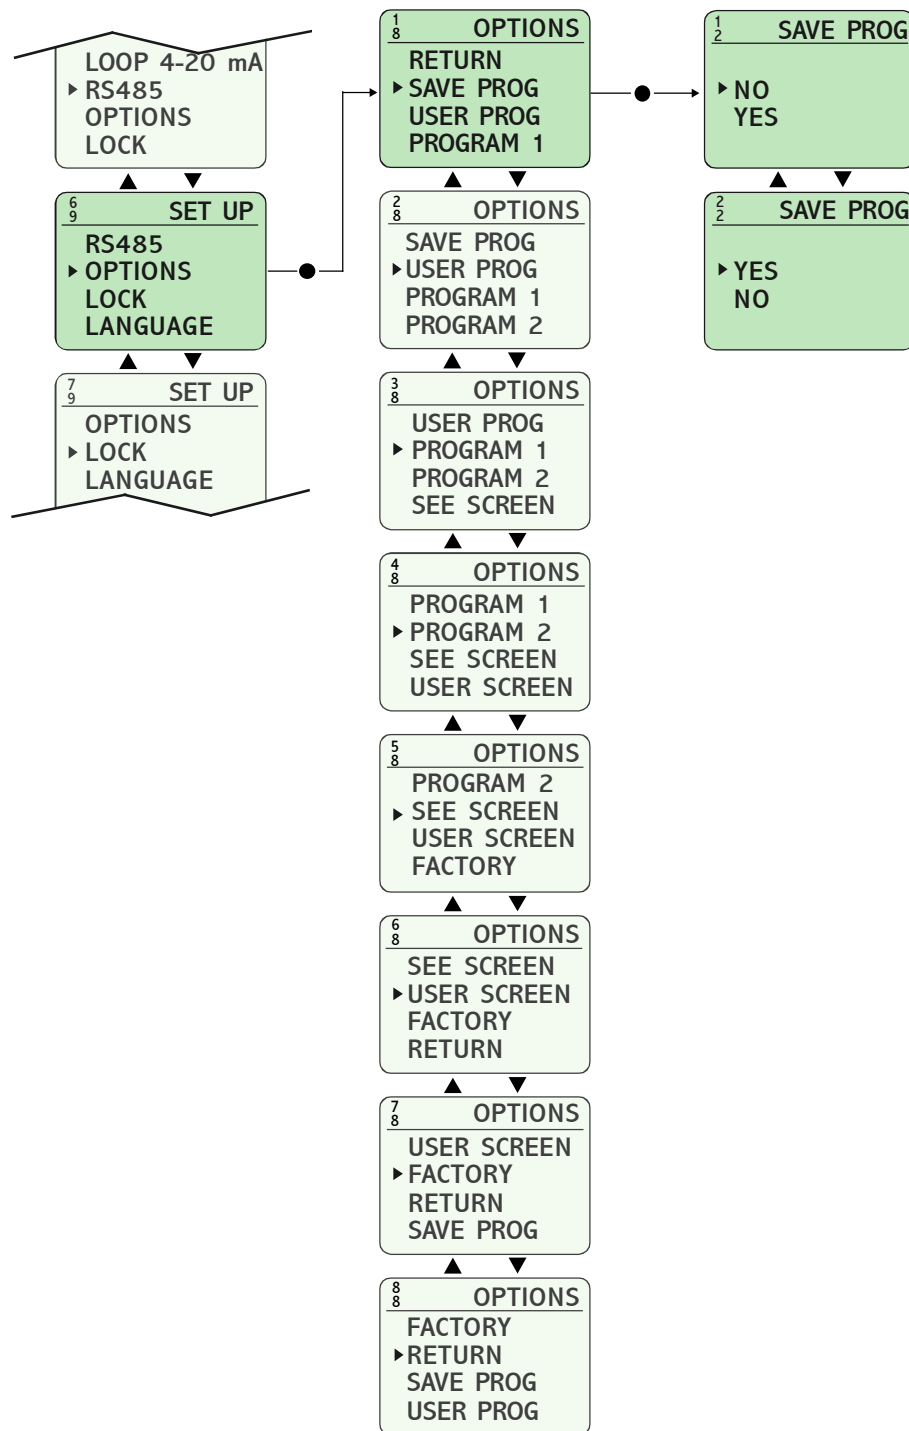 LOOP 4-20 mA
RS485
OPTIONS
LOCK
6
9
SET UP
RS485
OPTIONS
LOCK
LANGUAGE
7
9
SET UP
OPTIONS
LOCK
LANGUAGE
1
8
OPTIONS
RETURN
SAVE PROG
USER PROG
PROGRAM 1
2
8
OPTIONS
SAVE PROG
USER PROG
PROGRAM 1
PROGRAM 2
3
8
OPTIONS
USER PROG
PROGRAM 1
PROGRAM 2
SEE SCREEN
4
8
OPTIONS
PROGRAM 1
PROGRAM 2
SEE SCREEN
USER SCREEN
5
8
OPTIONS
PROGRAM 2
SEE SCREEN
USER SCREEN
FACTORY
6
8
OPTIONS
SEE SCREEN
USER SCREEN
FACTORY
RETURN
7
8
OPTIONS
USER SCREEN
FACTORY
RETURN
SAVE PROG
8
8
OPTIONS
FACTORY
RETURN
SAVE PROG
USER PROG
1
2
SAVE PROG
NO
YES
2
2
SAVE PROG
YES
NO